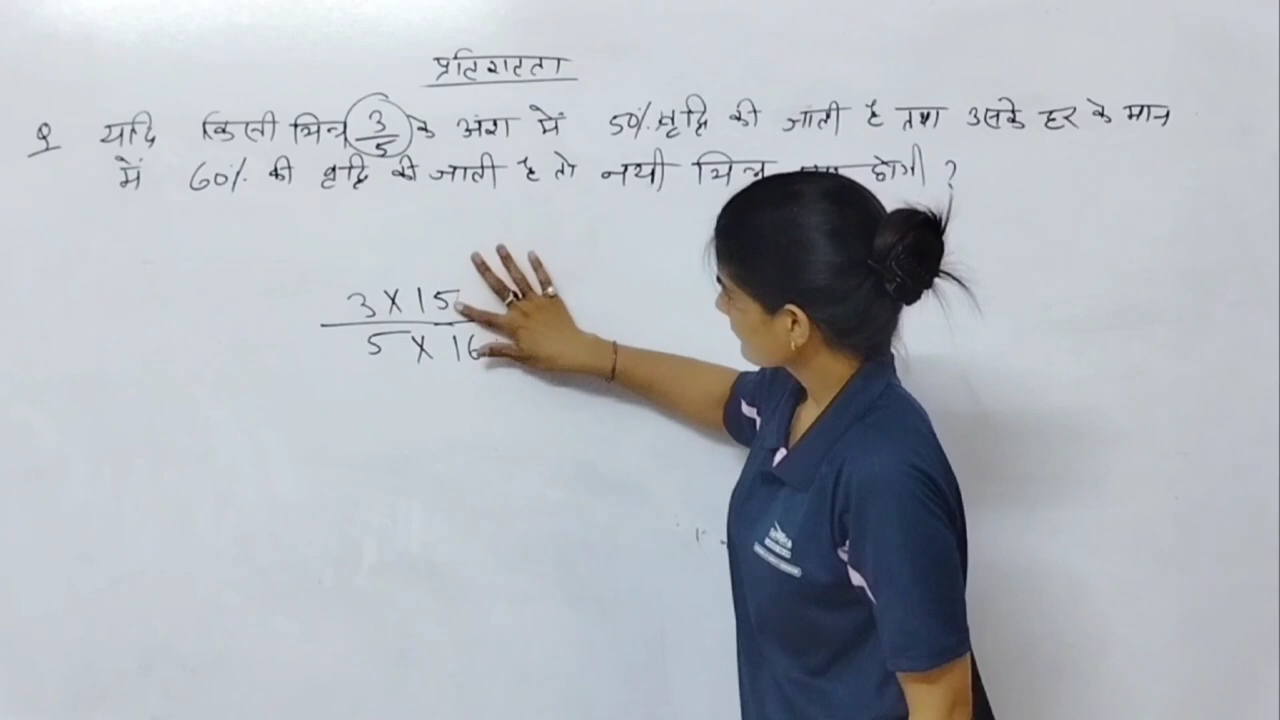 प्रतिशतता
Q यदि किसी भिन्न 3/5 के अंश में 50% वृद्धि की जाती है तथा उसके हर के मान
में 60% की वृद्धि की जाती है तो नयी भिन्न होगी ?
3 X 15
5 X 16